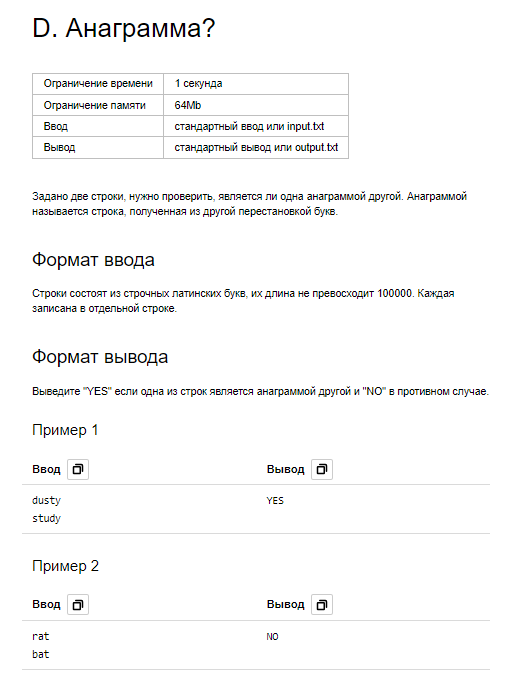 D. Анаграмма?
Ограничение времени 1 секунда
Ограничение памяти 64Mb
Ввод стандартный ввод или input.txt
Вывод стандартный вывод или output.txt
Задано две строки, нужно проверить, является ли одна анаграммой другой. Анаграммой
называется строка, полученная из другой перестановкой букв.
Формат ввода
Строки состоят из строчных латинских букв, их длина не превосходит 100000. Каждая
записана в отдельной строке.
Формат вывода
Выведите "YES" если одна из строк является анаграммой другой и "NO" в противном случае.
Пример 1
Ввод Вывод
dusty YES
study
Пример 2
Ввод Вывод
rat NO
bat